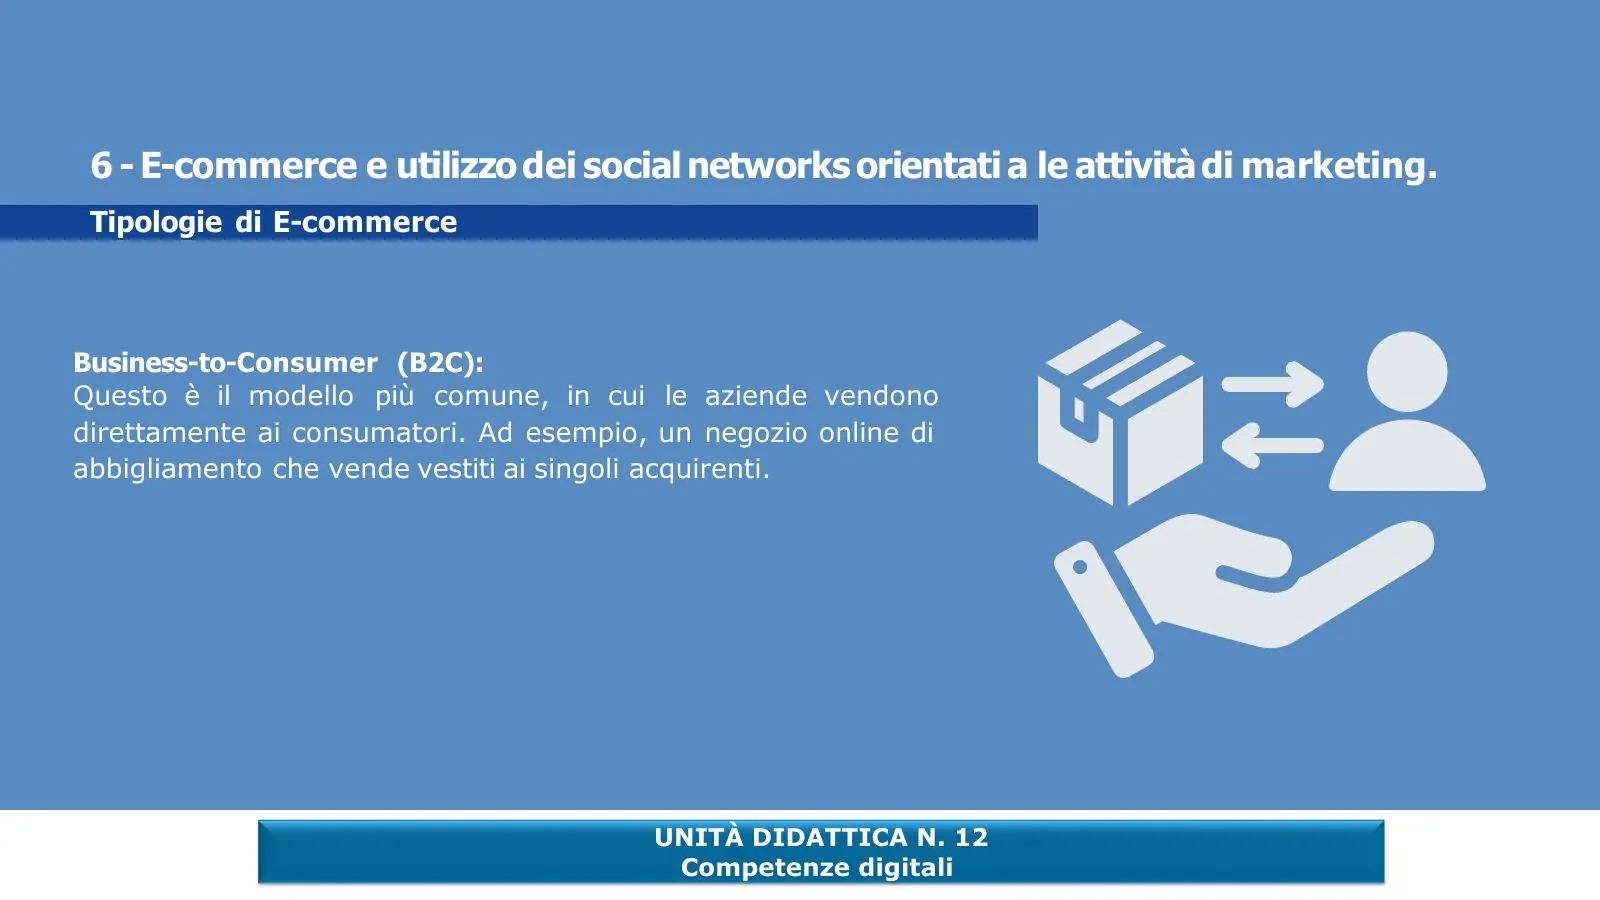 6 - E-commerce e utilizzo dei social networks orientati a le attività di marketing.
Tipologie di E-commerce
Business-to-Consumer (B2C):
Questo è il modello più comune, in cui le aziende vendono
direttamente ai consumatori. Ad esempio, un negozio online di
abbigliamento che vende vestiti ai singoli acquirenti.
UNITÀ DIDATTICA N. 12
Competenze digitali